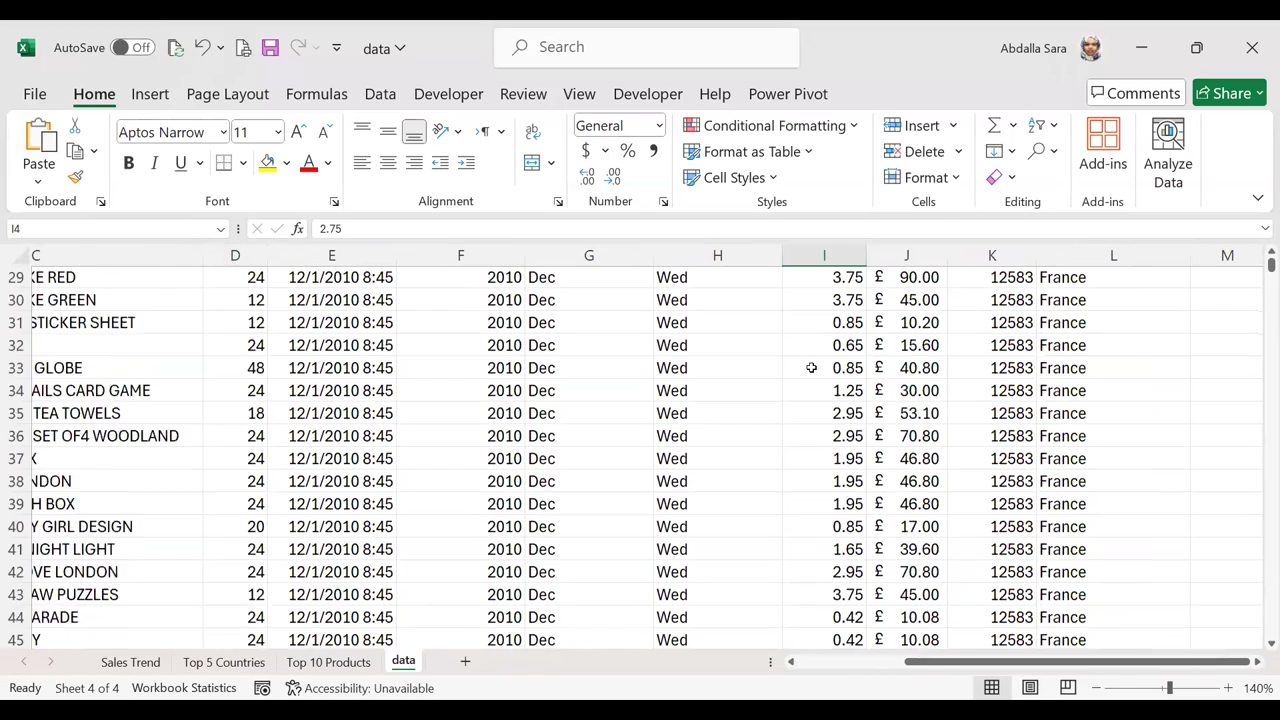 AutoSave Off data Search Abdalla Sara
File Home Insert Page Layout Formulas Data Developer Review View Developer Help Power Pivot Comments Share
Paste Aptos Narrow 11 General Conditional Formatting Format as Table Cell Styles Insert Delete Format Add-ins Analyze Data
Clipboard Font Alignment Number Styles Cells Editing Add-ins
I4 fx 2.75
C D E F G H I J K L M
29 KE RED 24 12/1/2010 8:45 2010 Dec Wed 3.75 £ 90.00 12583 France
30 KE GREEN 12 12/1/2010 8:45 2010 Dec Wed 3.75 £ 45.00 12583 France
31 STICKER SHEET 12 12/1/2010 8:45 2010 Dec Wed 0.85 £ 10.20 12583 France
32 24 12/1/2010 8:45 2010 Dec Wed 0.65 £ 15.60 12583 France
33 GLOBE 48 12/1/2010 8:45 2010 Dec Wed 0.85 £ 40.80 12583 France
34 AILS CARD GAME 24 12/1/2010 8:45 2010 Dec Wed 1.25 £ 30.00 12583 France
35 TEA TOWELS 18 12/1/2010 8:45 2010 Dec Wed 2.95 £ 53.10 12583 France
36 SET OF4 WOODLAND 24 12/1/2010 8:45 2010 Dec Wed 2.95 £ 70.80 12583 France
37 X 24 12/1/2010 8:45 2010 Dec Wed 1.95 £ 46.80 12583 France
38 NDON 24 12/1/2010 8:45 2010 Dec Wed 1.95 £ 46.80 12583 France
39 H BOX 24 12/1/2010 8:45 2010 Dec Wed 1.95 £ 46.80 12583 France
40 Y GIRL DESIGN 20 12/1/2010 8:45 2010 Dec Wed 0.85 £ 17.00 12583 France
41 NIGHT LIGHT 24 12/1/2010 8:45 2010 Dec Wed 1.65 £ 39.60 12583 France
42 OVE LONDON 24 12/1/2010 8:45 2010 Dec Wed 2.95 £ 70.80 12583 France
43 AW PUZZLES 12 12/1/2010 8:45 2010 Dec Wed 3.75 £ 45.00 12583 France
44 ARADE 24 12/1/2010 8:45 2010 Dec Wed 0.42 £ 10.08 12583 France
45 Y 24 12/1/2010 8:45 2010 Dec Wed 0.42 £ 10.08 12583 France
Sales Trend Top 5 Countries Top 10 Products data
Ready Sheet 4 of 4 Workbook Statistics Accessibility: Unavailable 140%